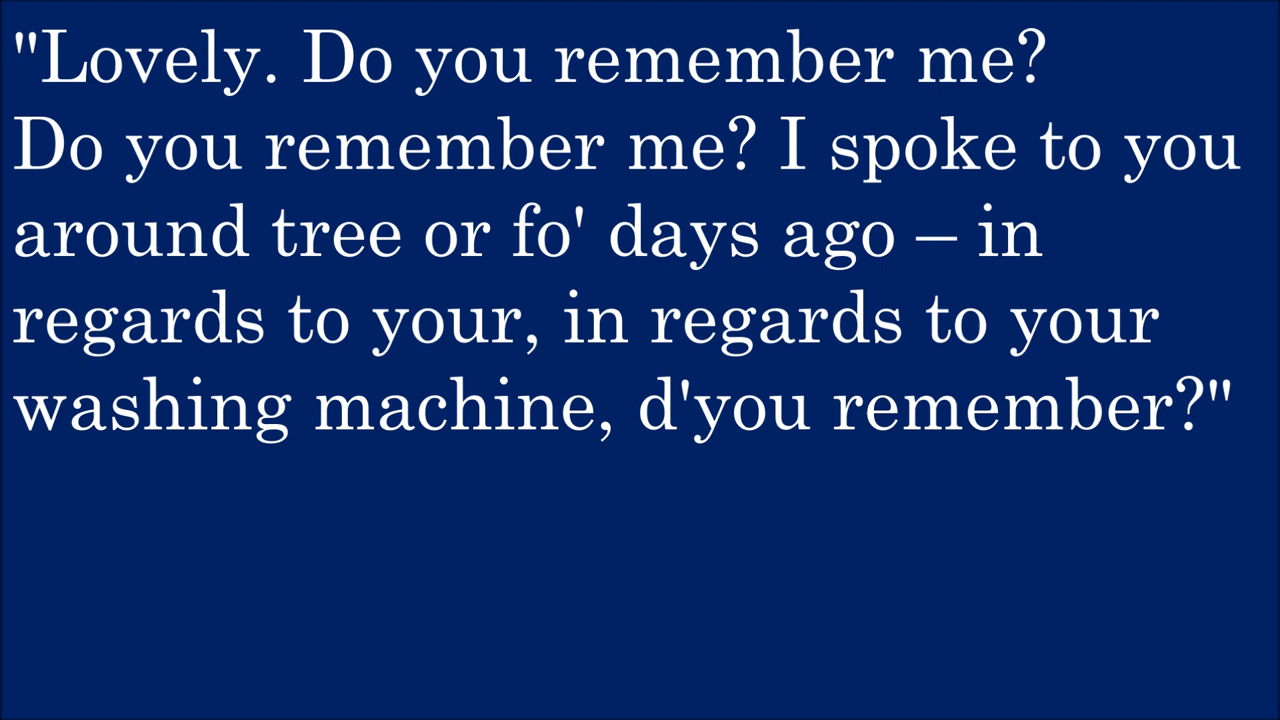 "Lovely. Do you remember me?
Do you remember me? I spoke to you
around tree or fo' days ago – in
regards to your, in regards to your
washing machine, d'you remember?"